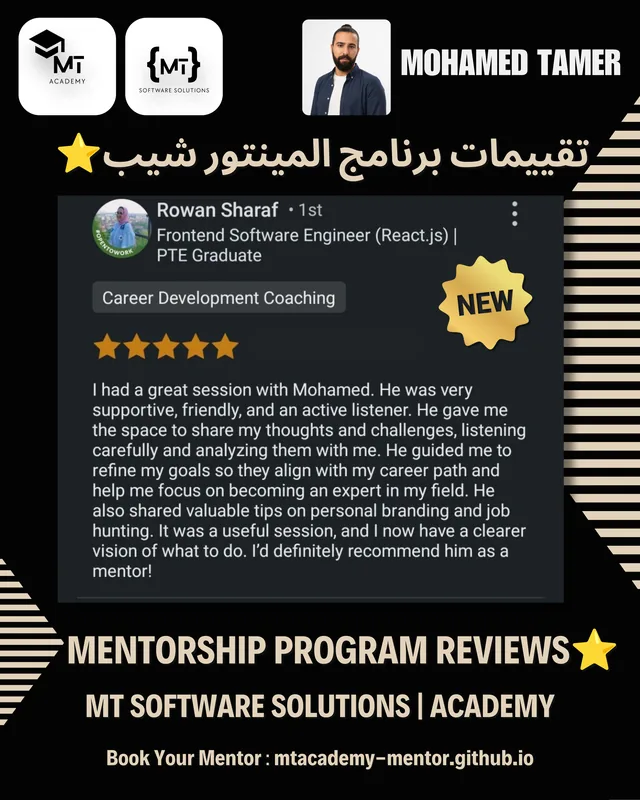 MT
ACADEMY
{MT}
SOFTWARE SOLUTIONS
MOHAMED TAMER
تقييمات برنامج المينتور شيب⭐
Rowan Sharaf • 1st
Frontend Software Engineer (React.js) |
PTE Graduate
#OPENTOWORK
Career Development Coaching
NEW
I had a great session with Mohamed. He was very
supportive, friendly, and an active listener. He gave me
the space to share my thoughts and challenges, listening
carefully and analyzing them with me. He guided me to
refine my goals so they align with my career path and
help me focus on becoming an expert in my field. He
also shared valuable tips on personal branding and job
hunting. It was a useful session, and I now have a clearer
vision of what to do. I’d definitely recommend him as a
mentor!
MENTORSHIP PROGRAM REVIEWS⭐
MT SOFTWARE SOLUTIONS | ACADEMY
Book Your Mentor : mtacademy-mentor.github.io